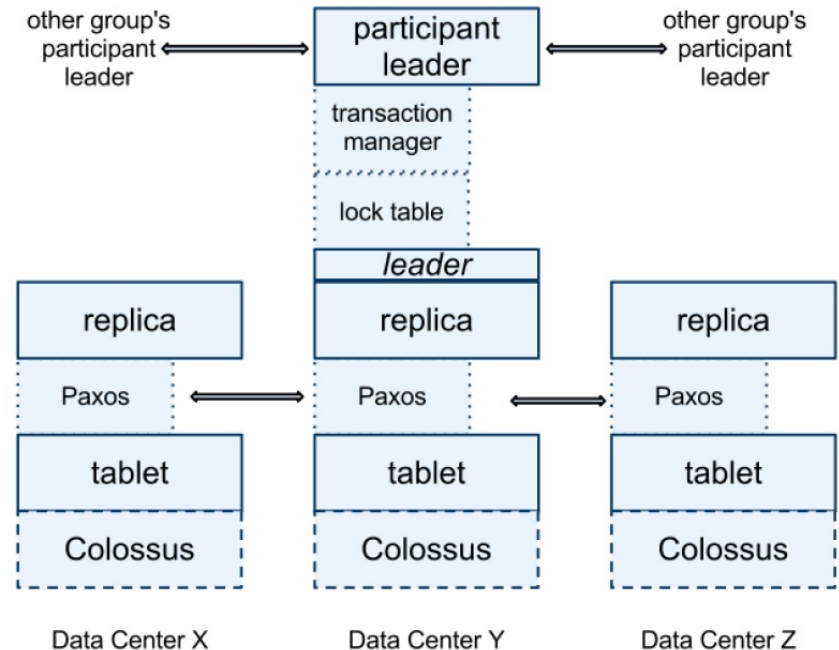 other group's
participant
leader
participant
leader
other group's
participant
leader
transaction
manager
lock table
leader
replica
replica
replica
Paxos
Paxos
Paxos
tablet
tablet
tablet
Colossus
Colossus
Colossus
Data Center X
Data Center Y
Data Center Z